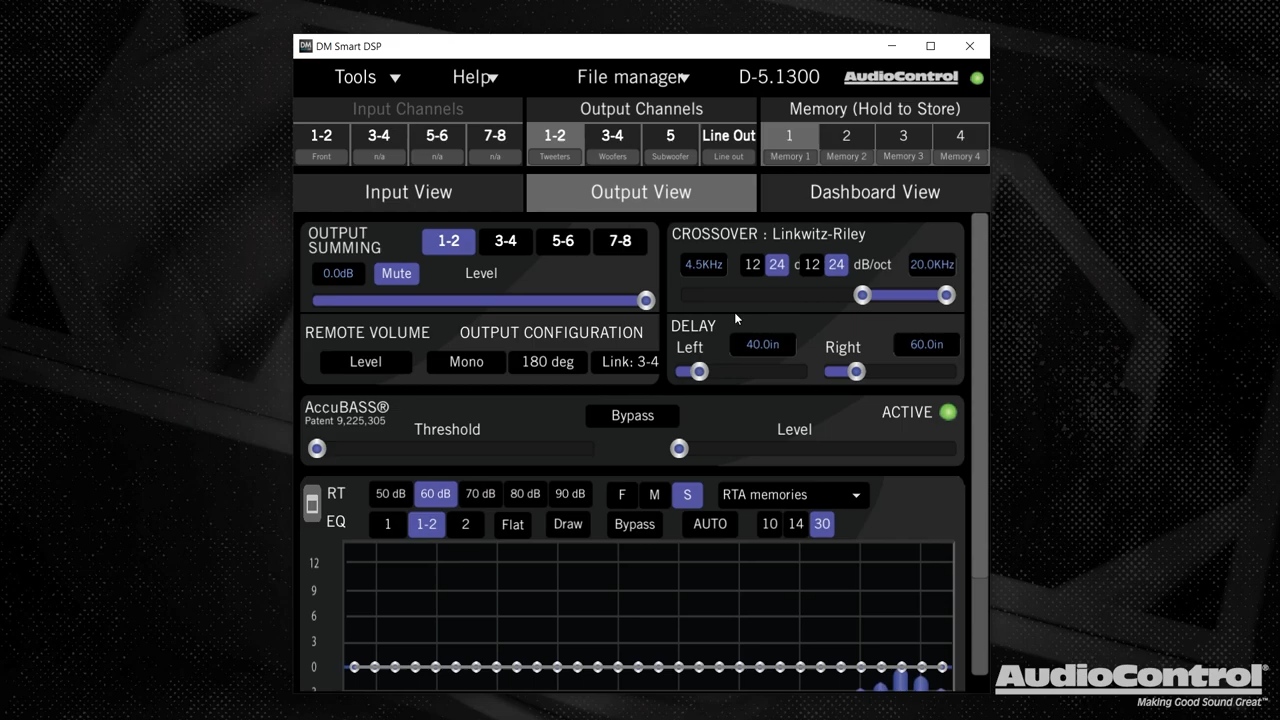 DM Smart DSP
Tools Help File manager D-5.1300 AudioControl
Input Channels Output Channels Memory (Hold to Store)
1-2 3-4 5-6 7-8 1-2 3-4 5 Line Out 1 2 3 4
Front n/a n/a n/a Tweeters Woofers Subwoofer Line out Memory 1 Memory 2 Memory 3 Memory 4
Input View Output View Dashboard View
OUTPUT SUMMING 1-2 3-4 5-6 7-8
0.0dB Mute Level
CROSSOVER : Linkwitz-Riley
4.5KHz 12 24 d 12 24 dB/oct 20.0KHz
REMOTE VOLUME OUTPUT CONFIGURATION
Level Mono 180 deg Link: 3-4
DELAY
Left 40.0in Right 60.0in
AccuBASS® Bypass ACTIVE
Patent 9,225,305
Threshold Level
RT 50 dB 60 dB 70 dB 80 dB 90 dB F M S RTA memories
EQ 1 1-2 2 Flat Draw Bypass AUTO 10 14 30
12
9
6
3
0
AudioControl®
Making Good Sound Great™